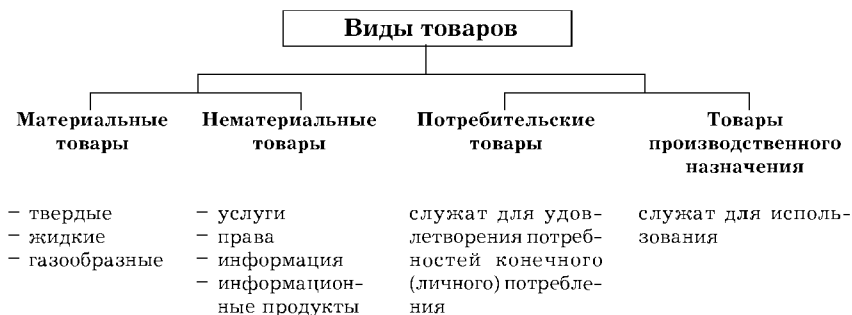 Виды товаров
Материальные
товары
Нематериальные
товары
Потребительские
товары
Товары
производственного
назначения
– твердые
– жидкие
– газообразные
– услуги
– права
– информация
– информацион-
ные продукты
служат для удов-
летворения потреб-
ностей конечного
(личного) потребле-
ния
служат для исполь-
зования